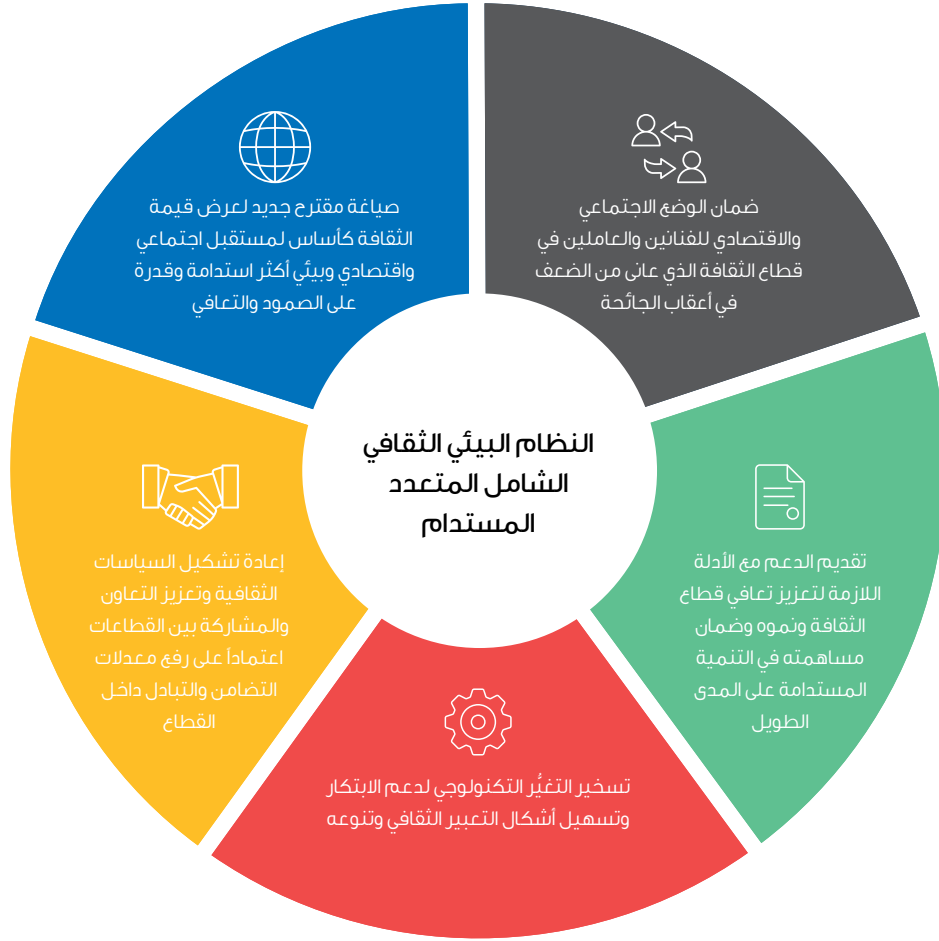 صياغة مقترح جديد لعرض قيمة
الثقافة كأساس لمستقبل اجتماعي
واقتصادي وبيئي أكثر استدامة وقدرة
على الصمود والتعافي
ضمان الوضع الاجتماعي
والاقتصادي للفنانين والعاملين في
قطاع الثقافة الذي عانى من الضعف
في أعقاب الجائحة
النظام البيئي الثقافي
الشامل المتعدد
المستدام
تقديم الدعم مع الأدلة
اللازمة لتعزيز تعافي قطاع
الثقافة ونموه وضمان
مساهمته في التنمية
المستدامة على المدى
الطويل
تسخير التغيُّر التكنولوجي لدعم الابتكار
وتسهيل أشكال التعبير الثقافي وتنوعه
إعادة تشكيل السياسات
الثقافية وتعزيز التعاون
والمشاركة بين القطاعات
اعتماداً على رفع معدلات
التضامن والتبادل داخل
القطاع